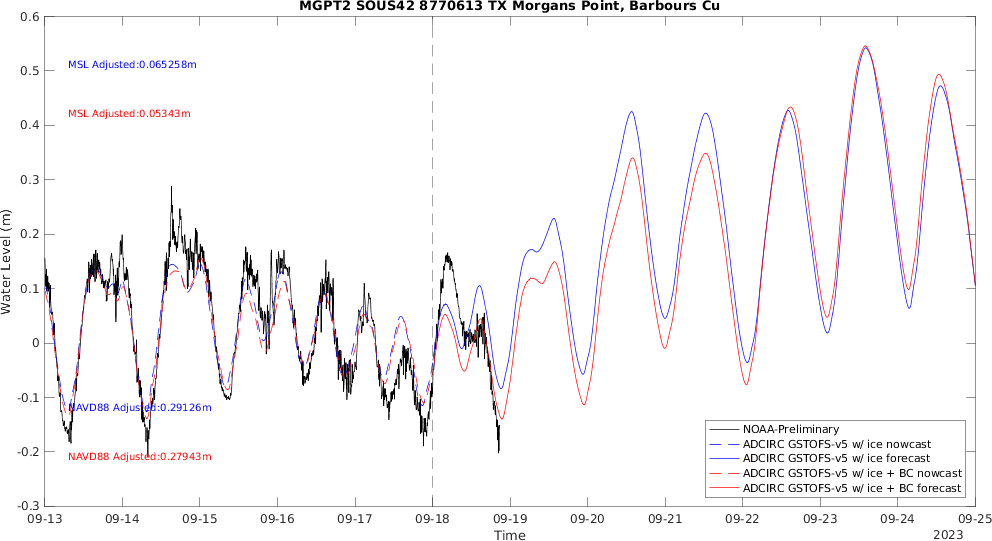 MGPT2 SOUS42 8770613 TX Morgans Point, Barbours Cu
0.6
0.5
0.4
0.3
0.2
0.1
0
-0.1
-0.2
-0.3
Water Level (m)
MSL Adjusted:0.065258m
MSL Adjusted:0.05343m
NAVD88 Adjusted:0.29126m
NAVD88 Adjusted:0.27943m
NOAA-Preliminary
ADCIRC GSTOFS-v5 w/ ice nowcast
ADCIRC GSTOFS-v5 w/ ice forecast
ADCIRC GSTOFS-v5 w/ ice + BC nowcast
ADCIRC GSTOFS-v5 w/ ice + BC forecast
09-13 09-14 09-15 09-16 09-17 09-18 09-19 09-20 09-21 09-22 09-23 09-24 09-25
Time
2023